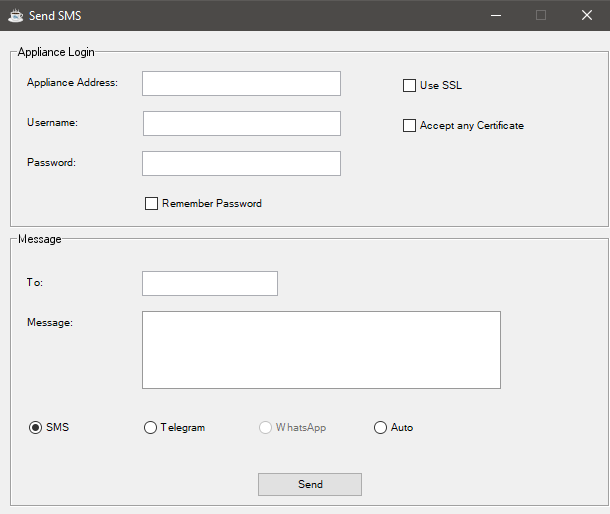 Send SMS
Appliance Login
Appliance Address:
Use SSL
Username:
Accept any Certificate
Password:
Remember Password
Message
To:
Message:
SMS Telegram WhatsApp Auto
Send